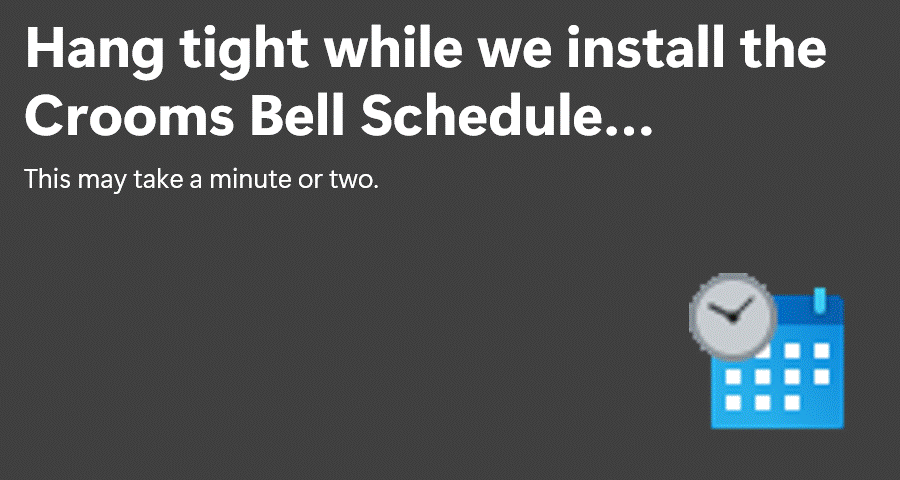 Hang tight while we install the
Crooms Bell Schedule...
This may take a minute or two.